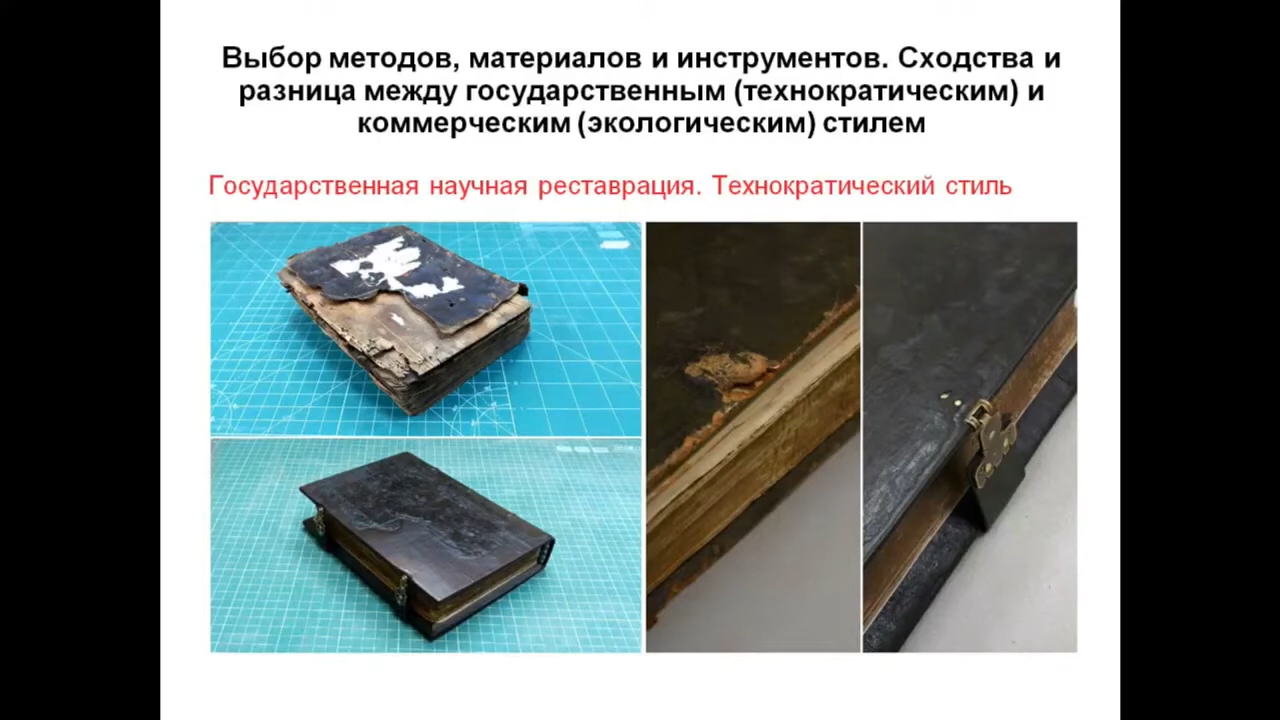 Выбор методов, материалов и инструментов. Сходства и
разница между государственным (технократическим) и
коммерческим (экологическим) стилем
Государственная научная реставрация. Технократический стиль